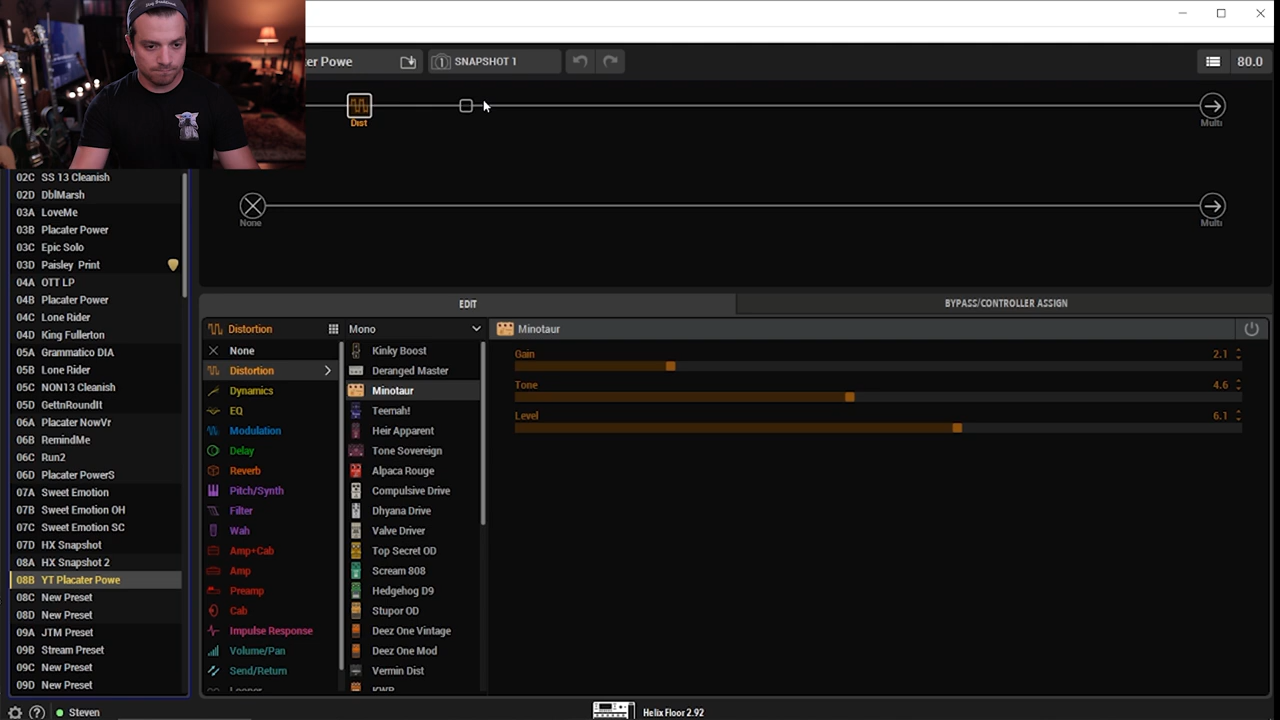 ter Powe
1
SNAPSHOT 1
80.0
Dist
Multi
None
Multi
02C SS 13 Cleanish
02D DblMarsh
03A LoveMe
03B Placater Power
03C Epic Solo
03D Paisley Print
04A OTT LP
04B Placater Power
04C Lone Rider
04D King Fullerton
05A Grammatico DIA
05B Lone Rider
05C NON13 Cleanish
05D GettnRoundIt
06A Placater NowVr
06B RemindMe
06C Run2
06D Placater PowerS
07A Sweet Emotion
07B Sweet Emotion OH
07C Sweet Emotion SC
07D HX Snapshot
08A HX Snapshot 2
08B YT Placater Powe
08C New Preset
08D New Preset
09A JTM Preset
09B Stream Preset
09C New Preset
09D New Preset
EDIT
BYPASS/CONTROLLER ASSIGN
Distortion
None
Distortion
Dynamics
EQ
Modulation
Delay
Reverb
Pitch/Synth
Filter
Wah
Amp+Cab
Amp
Preamp
Cab
Impulse Response
Volume/Pan
Send/Return
Looper
Mono
Kinky Boost
Deranged Master
Minotaur
Teemah!
Heir Apparent
Tone Sovereign
Alpaca Rouge
Compulsive Drive
Dhyana Drive
Valve Driver
Top Secret OD
Scream 808
Hedgehog D9
Stupor OD
Deez One Vintage
Deez One Mod
Vermin Dist
KWB
Minotaur
Gain 2.1
Tone 4.6
Level 6.1
? Steven
Helix Floor 2.92